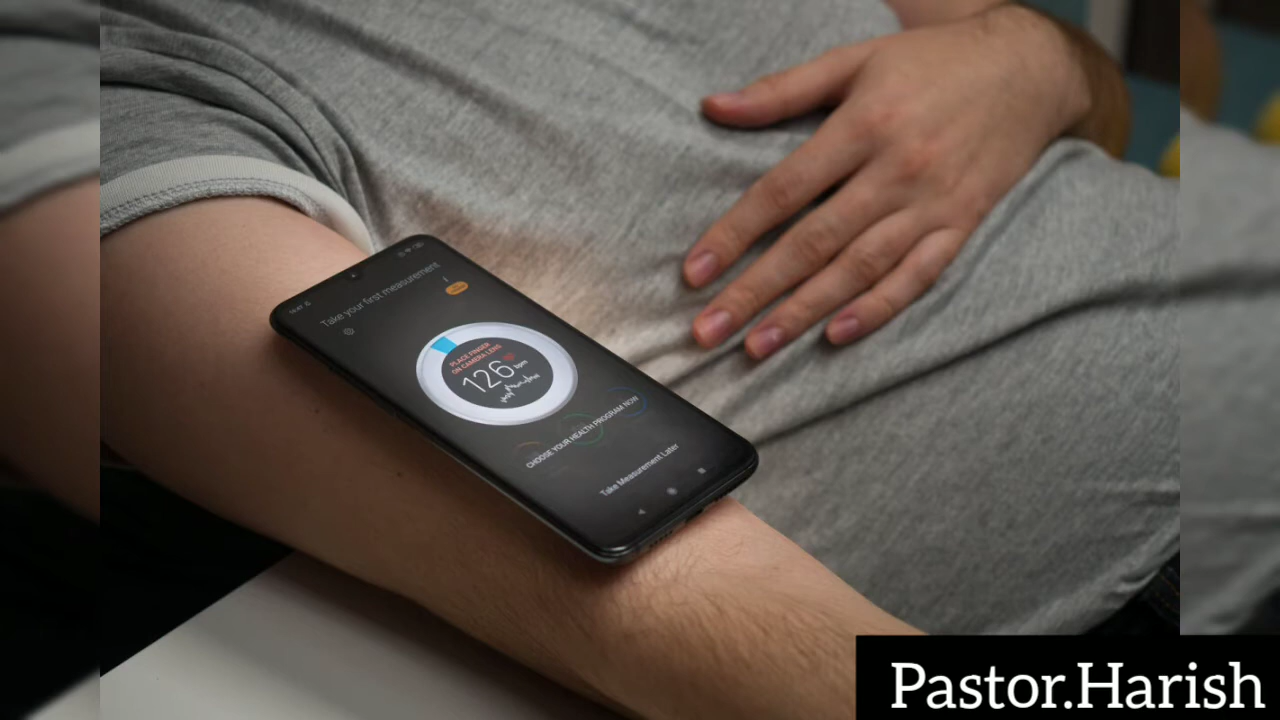 Take your first measurement
PLACE FINGER
ON CAMERA LENS
126 bpm
CHOOSE YOUR HEALTH PROGRAM NOW
Take Measurement Later
Pastor.Harish